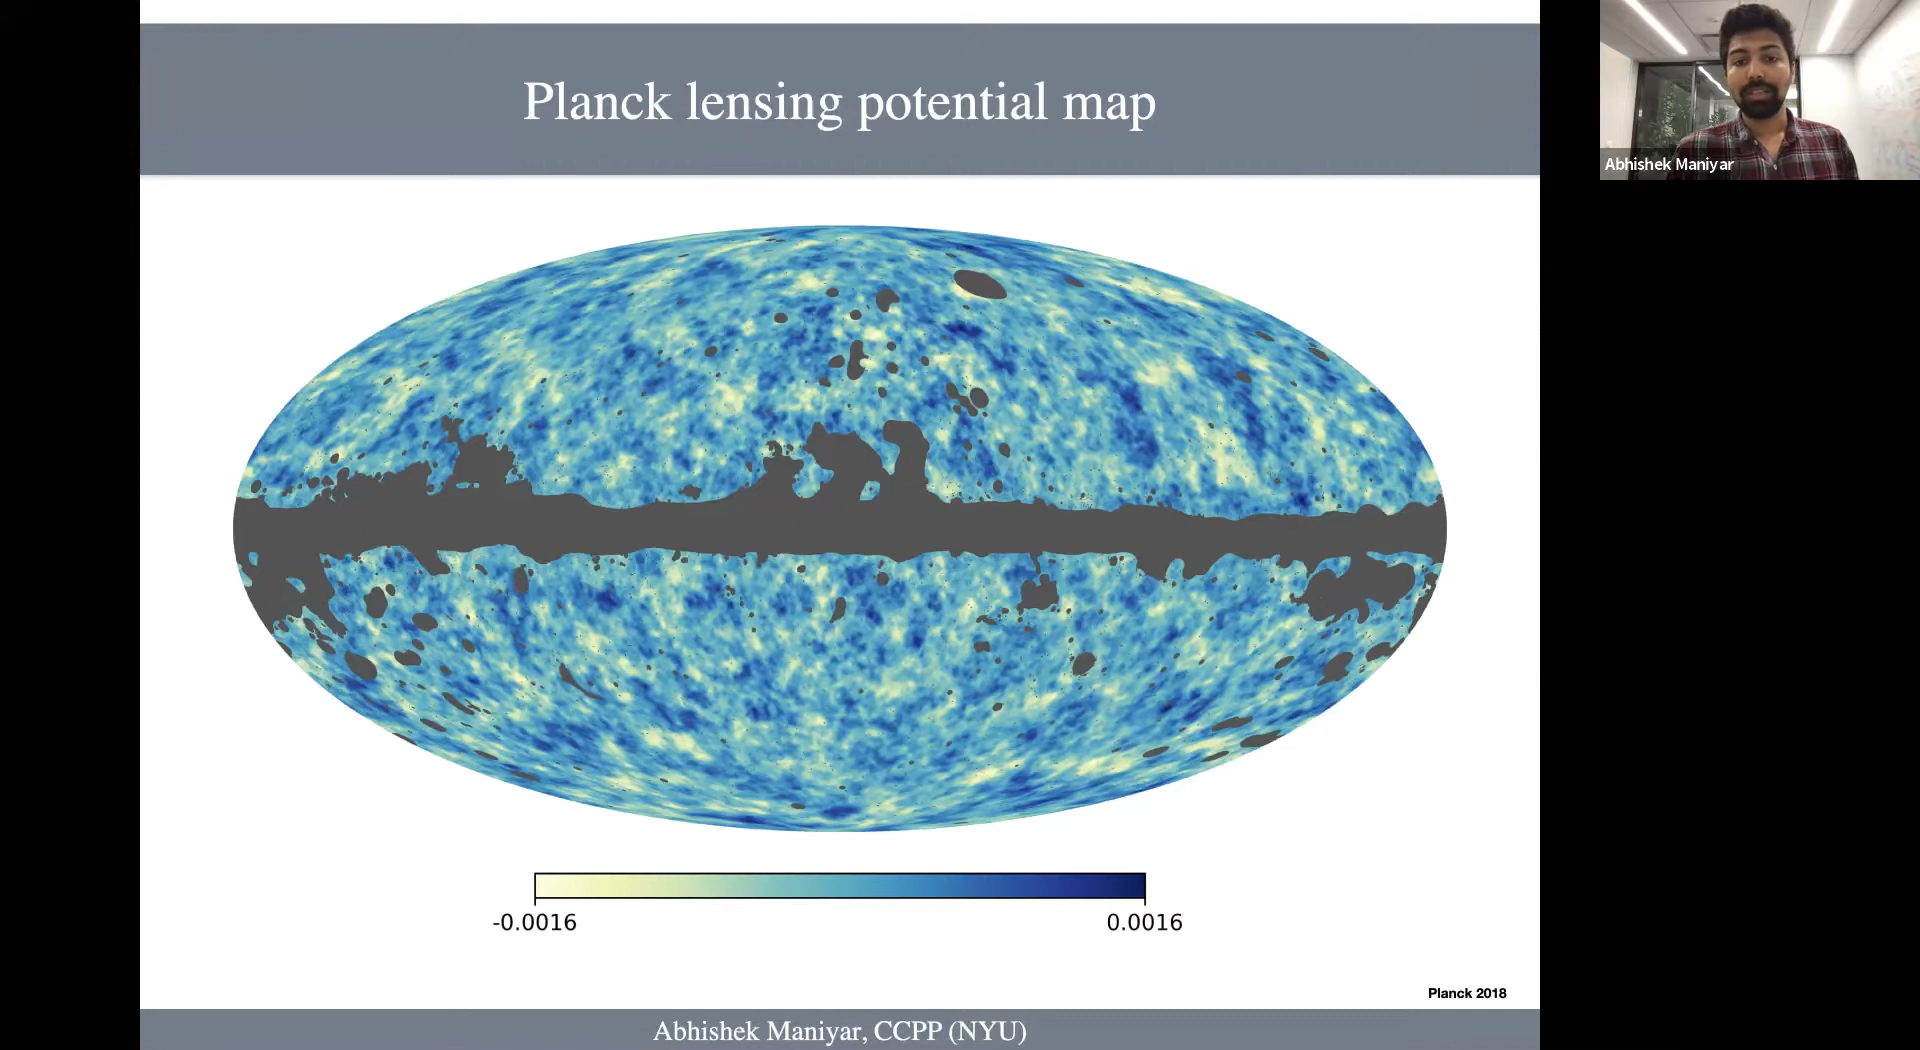 Planck lensing potential map
Abhishek Maniyar
-0.0016
0.0016
Planck 2018
Abhishek Maniyar, CCPP (NYU)